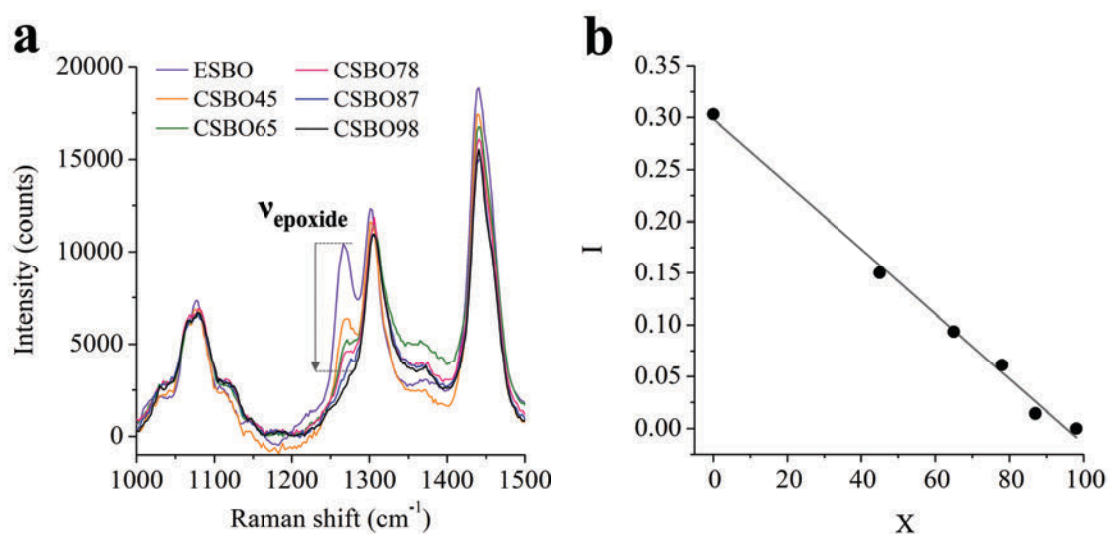 a
20000
15000
10000
5000
0
Intensity (counts)
ESBO CSBO78
CSBO45 CSBO87
CSBO65 CSBO98
νepoxide
1000 1100 1200 1300 1400 1500
Raman shift (cm-1)
b
0.35
0.30
0.25
0.20
0.15
0.10
0.05
0.00
I
0 20 40 60 80 100
X